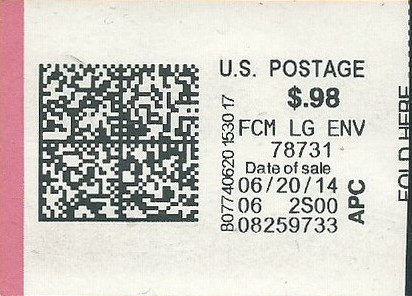 U.S. POSTAGE
$.98
FCM LG ENV
78731
Date of sale
06/20/14
06 2S00
08259733
APC
B07740620 1530 17
FOLD HERE